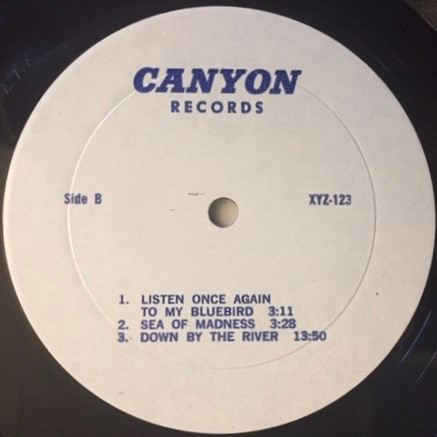 CANYON
RECORDS
Side B
XYZ-123
1. LISTEN ONCE AGAIN
TO MY BLUEBIRD 3:11
2. SEA OF MADNESS 3:28
3. DOWN BY THE RIVER 13:50